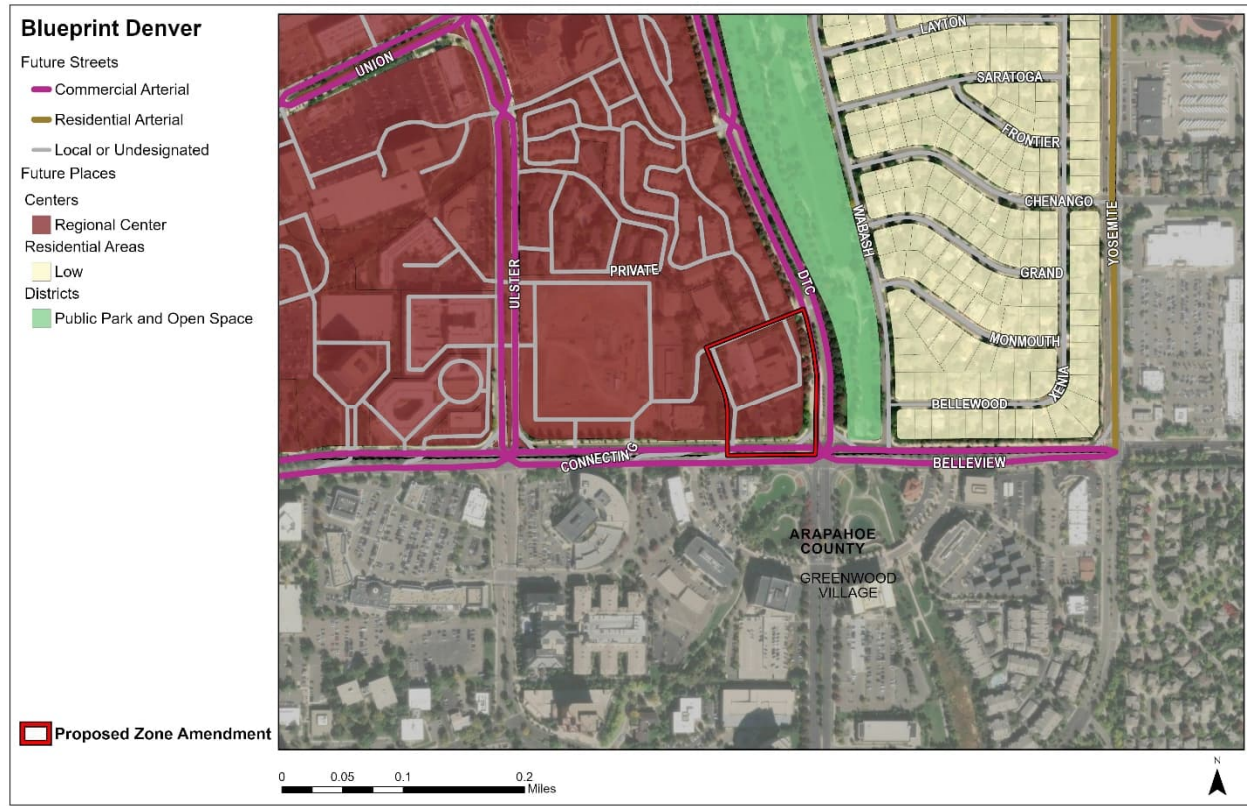 Blueprint Denver
Future Streets
Commercial Arterial
Residential Arterial
Local or Undesignated
Future Places
Centers
Regional Center
Residential Areas
Low
Districts
Public Park and Open Space
Proposed Zone Amendment
UNION
LAYTON
SARATOGA
FRONTIER
CHENANGO
WABASH
YOSEMITE
GRAND
PRIVATE
ULSTER
DTC
MONMOUTH
XENIA
BELLEWOOD
CONNECTING
BELLEVIEW
ARAPAHOE
COUNTY
GREENWOOD
VILLAGE
0 0.05 0.1 0.2
Miles
N